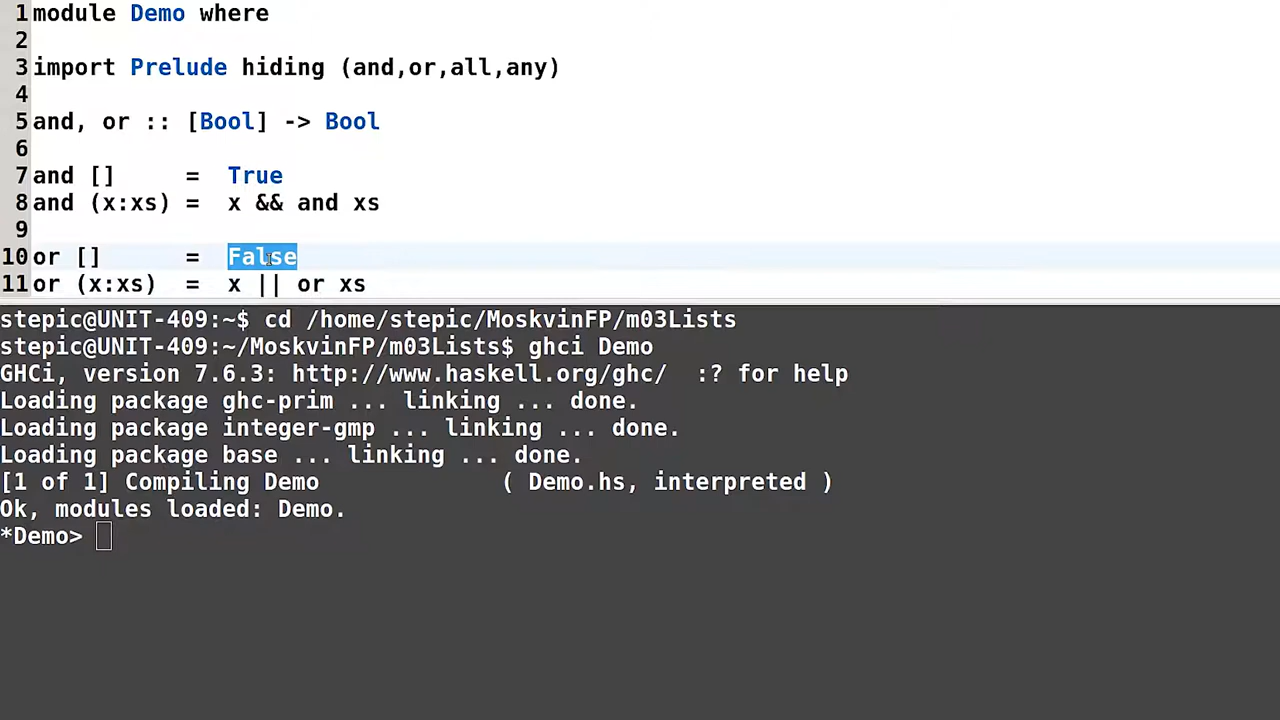 1 module Demo where
2
3 import Prelude hiding (and,or,all,any)
4
5 and, or :: [Bool] -> Bool
6
7 and []     =  True
8 and (x:xs) =  x && and xs
9
10 or []      =  False
11 or (x:xs)  =  x || or xs
stepic@UNIT-409:~$ cd /home/stepic/MoskvinFP/m03Lists
stepic@UNIT-409:~/MoskvinFP/m03Lists$ ghci Demo
GHCi, version 7.6.3: http://www.haskell.org/ghc/  :? for help
Loading package ghc-prim ... linking ... done.
Loading package integer-gmp ... linking ... done.
Loading package base ... linking ... done.
[1 of 1] Compiling Demo             ( Demo.hs, interpreted )
Ok, modules loaded: Demo.
*Demo>